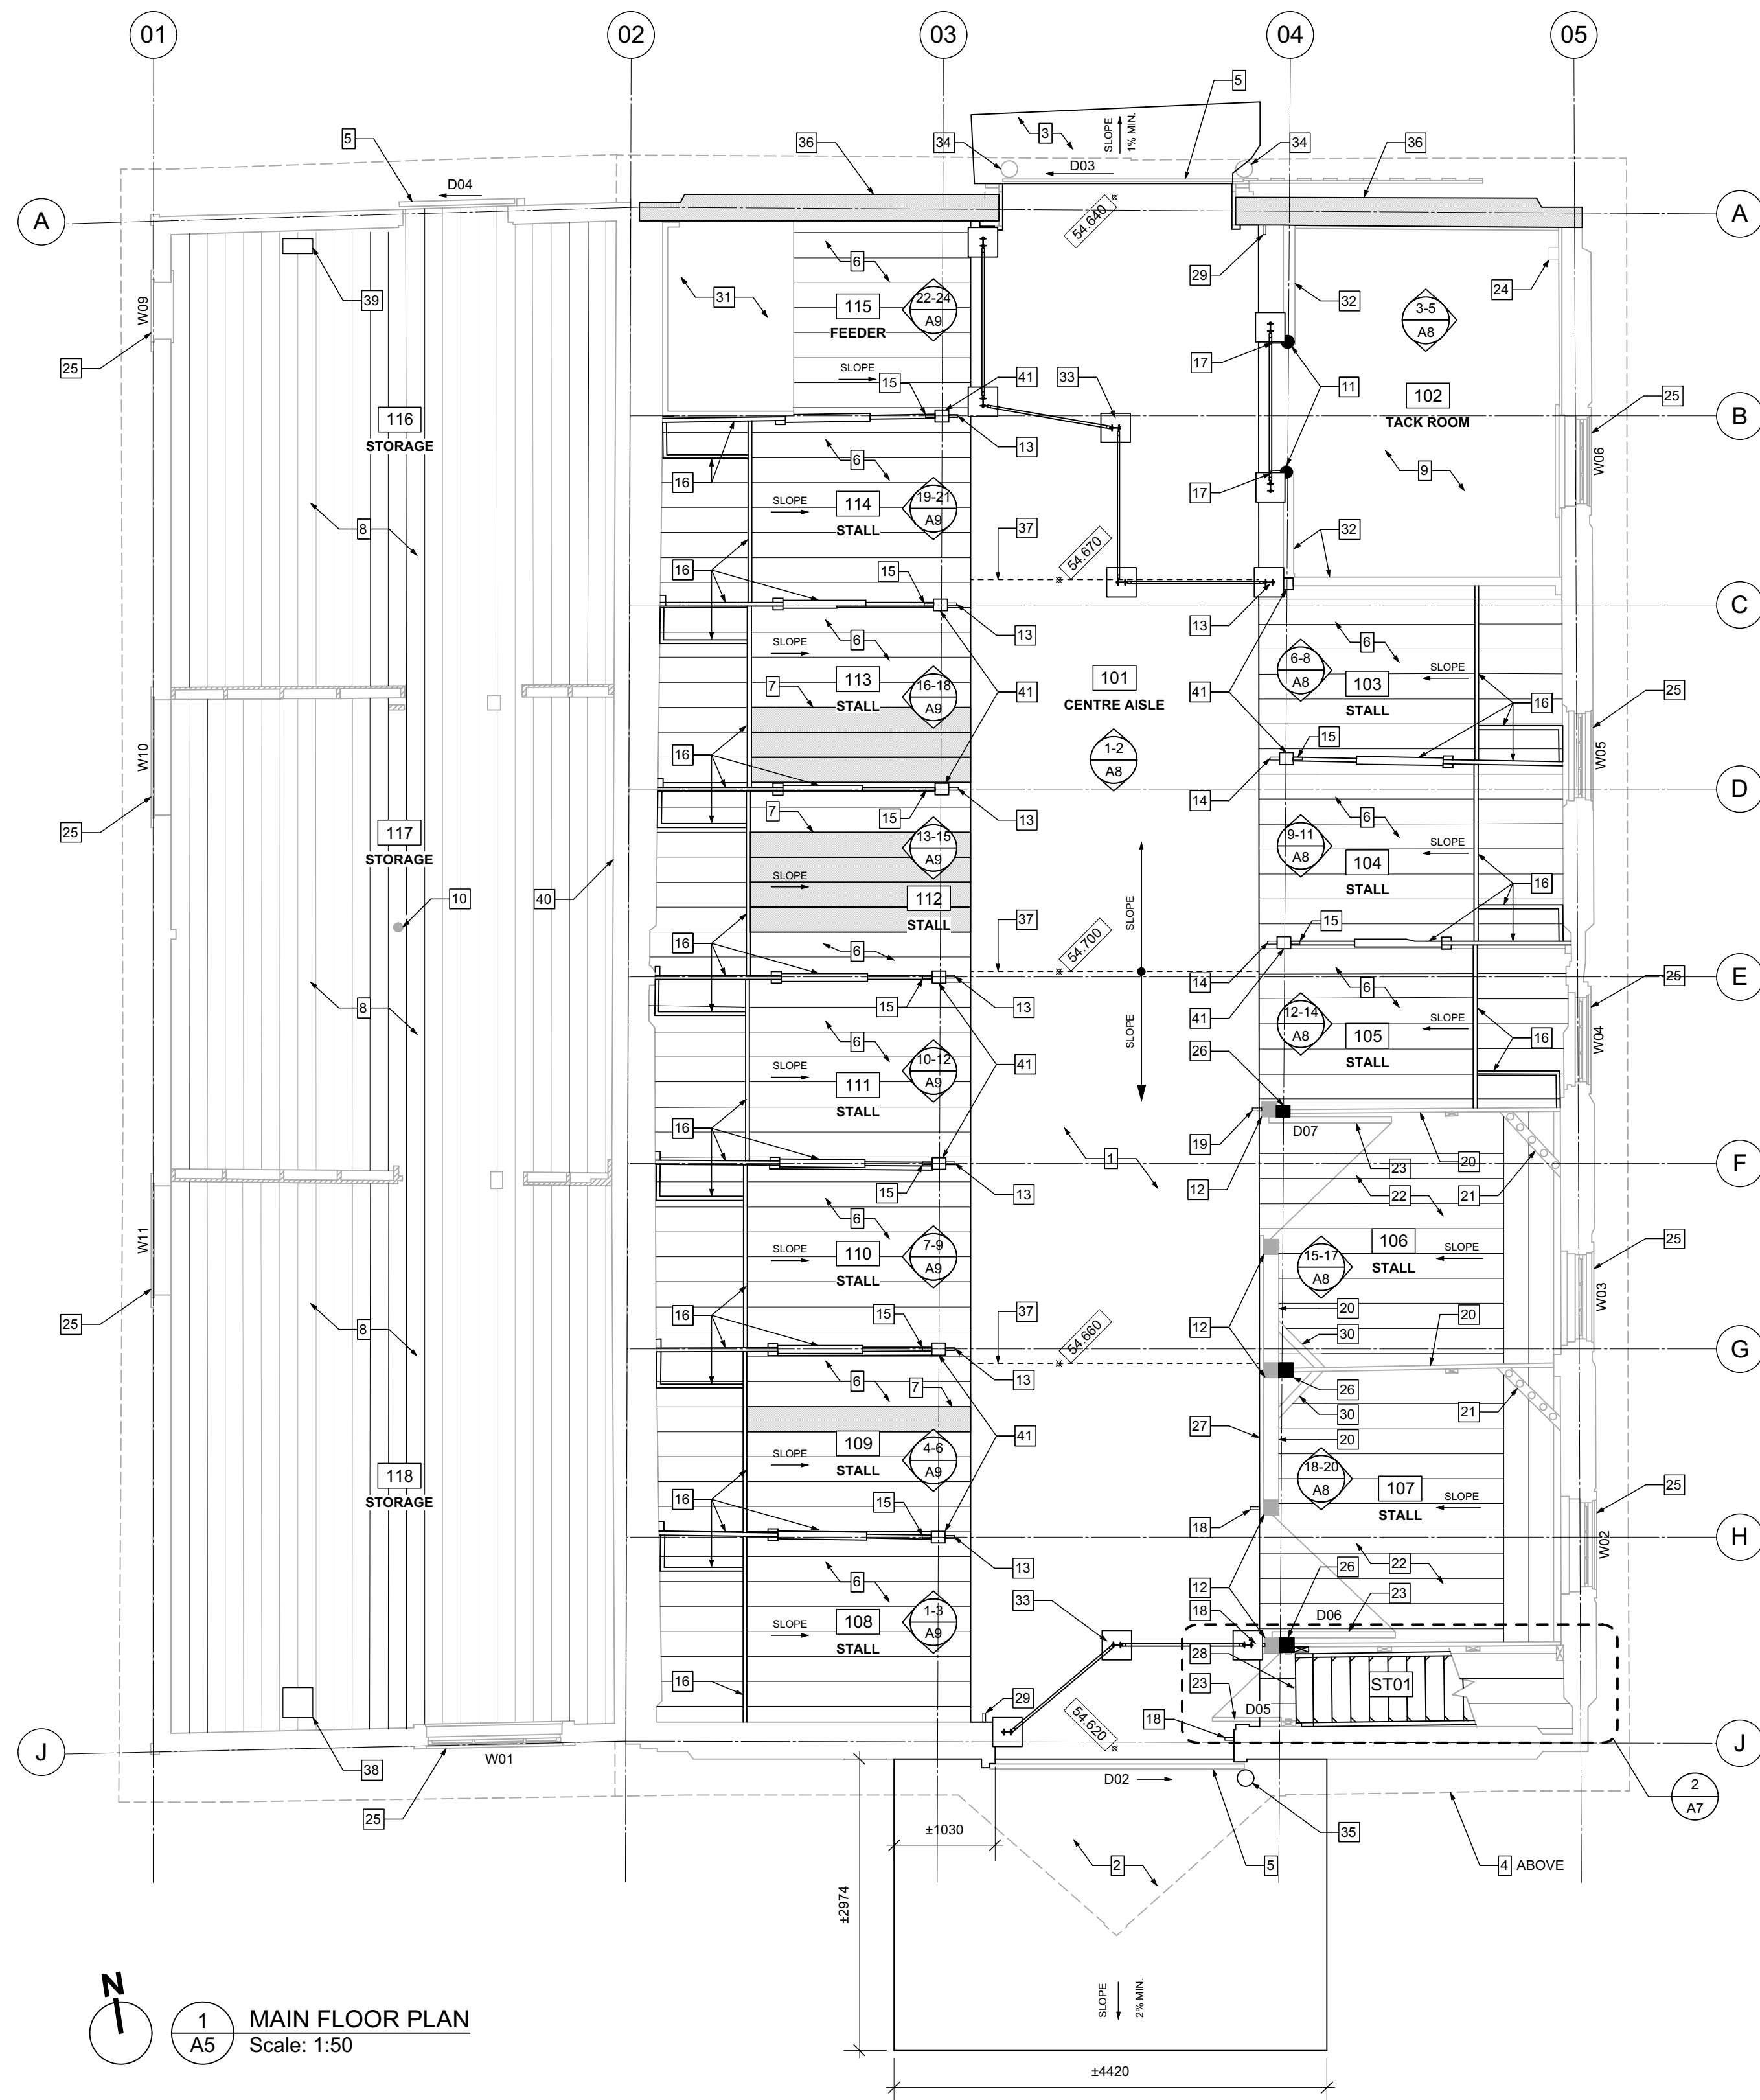 01
02
03
04
05
5
3
SLOPE
1% MIN.
5
36
34
34
36
D04
D03
A
A
54.640
6
29
24
32
31
115
22-24
A9
3-5
A8
39
W09
FEEDER
17
25
SLOPE
15
41
33
11
102
25
116
B
TACK ROOM
STORAGE
6
13
W06
9
16
17
SLOPE
114
19-21
A9
8
STALL
37
32
54.670
16
15
C
13
13
6
6
SLOPE
101
6-8
A8
SLOPE
113
103
7
16-18
A9
41
41
25
STALL
CENTRE AISLE
STALL
16
15
W10
16
1-2
A8
W05
D
14
7
15
13
6
25
117
13-15
A9
9-11
A8
SLOPE
STORAGE
104
SLOPE
STALL
16
10
40
112
SLOPE
37
15
STALL
16
54.700
6
14
25
E
6
8
15
13
41
12-14
A8
SLOPE
6
SLOPE
105
W04
16
26
SLOPE
10-12
A9
41
STALL
111
STALL
19
16
D07
1
20
F
23
12
15
13
22
21
6
W11
106
25
SLOPE
110
7-9
A9
15-17
A8
SLOPE
STALL
STALL
W03
20
16
15
37
54.660
12
20
8
25
30
G
6
7
13
26
30
21
27
20
109
4-6
A9
41
SLOPE
STALL
118
18-20
A8
107
25
STORAGE
16
15
SLOPE
STALL
18
H
W02
6
13
22
26
12
23
33
18
D06
108
1-3
A9
SLOPE
STALL
28
16
ST01
23
29
D05
18
54.620
J
J
W01
38
D02
2
A7
25
±1030
35
2
5
4 ABOVE
±2974
SLOPE
2% MIN.
±4420
N
1
A5
MAIN FLOOR PLAN
Scale: 1:50